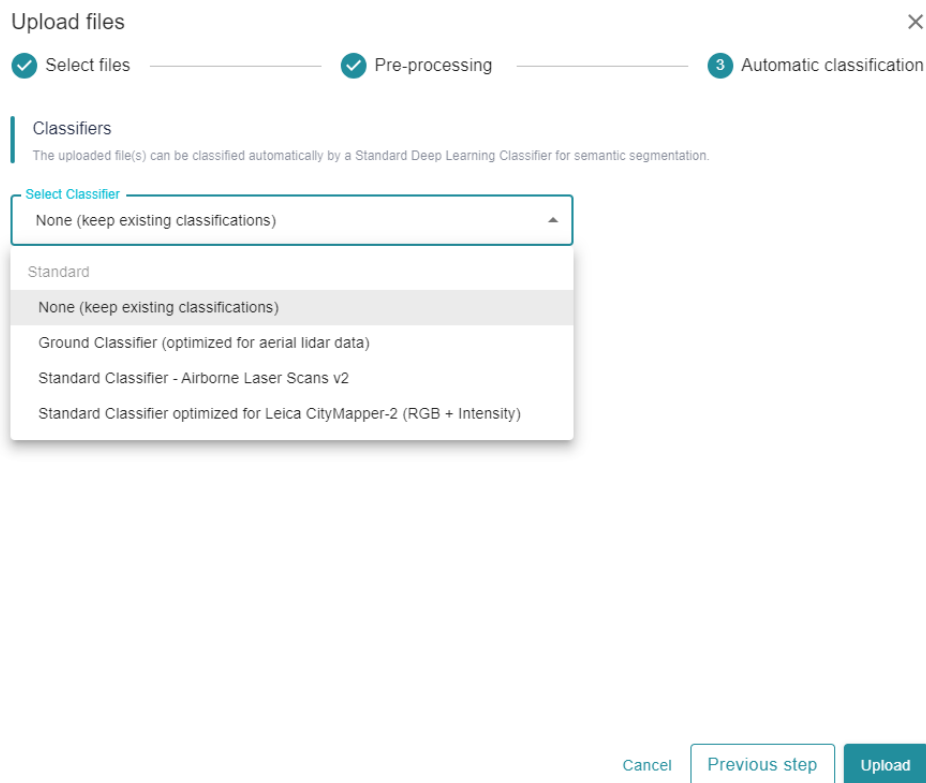 Upload files
Select files
Pre-processing
3 Automatic classification
Classifiers
The uploaded file(s) can be classified automatically by a Standard Deep Learning Classifier for semantic segmentation.
Select Classifier
None (keep existing classifications)
Standard
None (keep existing classifications)
Ground Classifier (optimized for aerial lidar data)
Standard Classifier - Airborne Laser Scans v2
Standard Classifier optimized for Leica CityMapper-2 (RGB + Intensity)
Cancel
Previous step
Upload